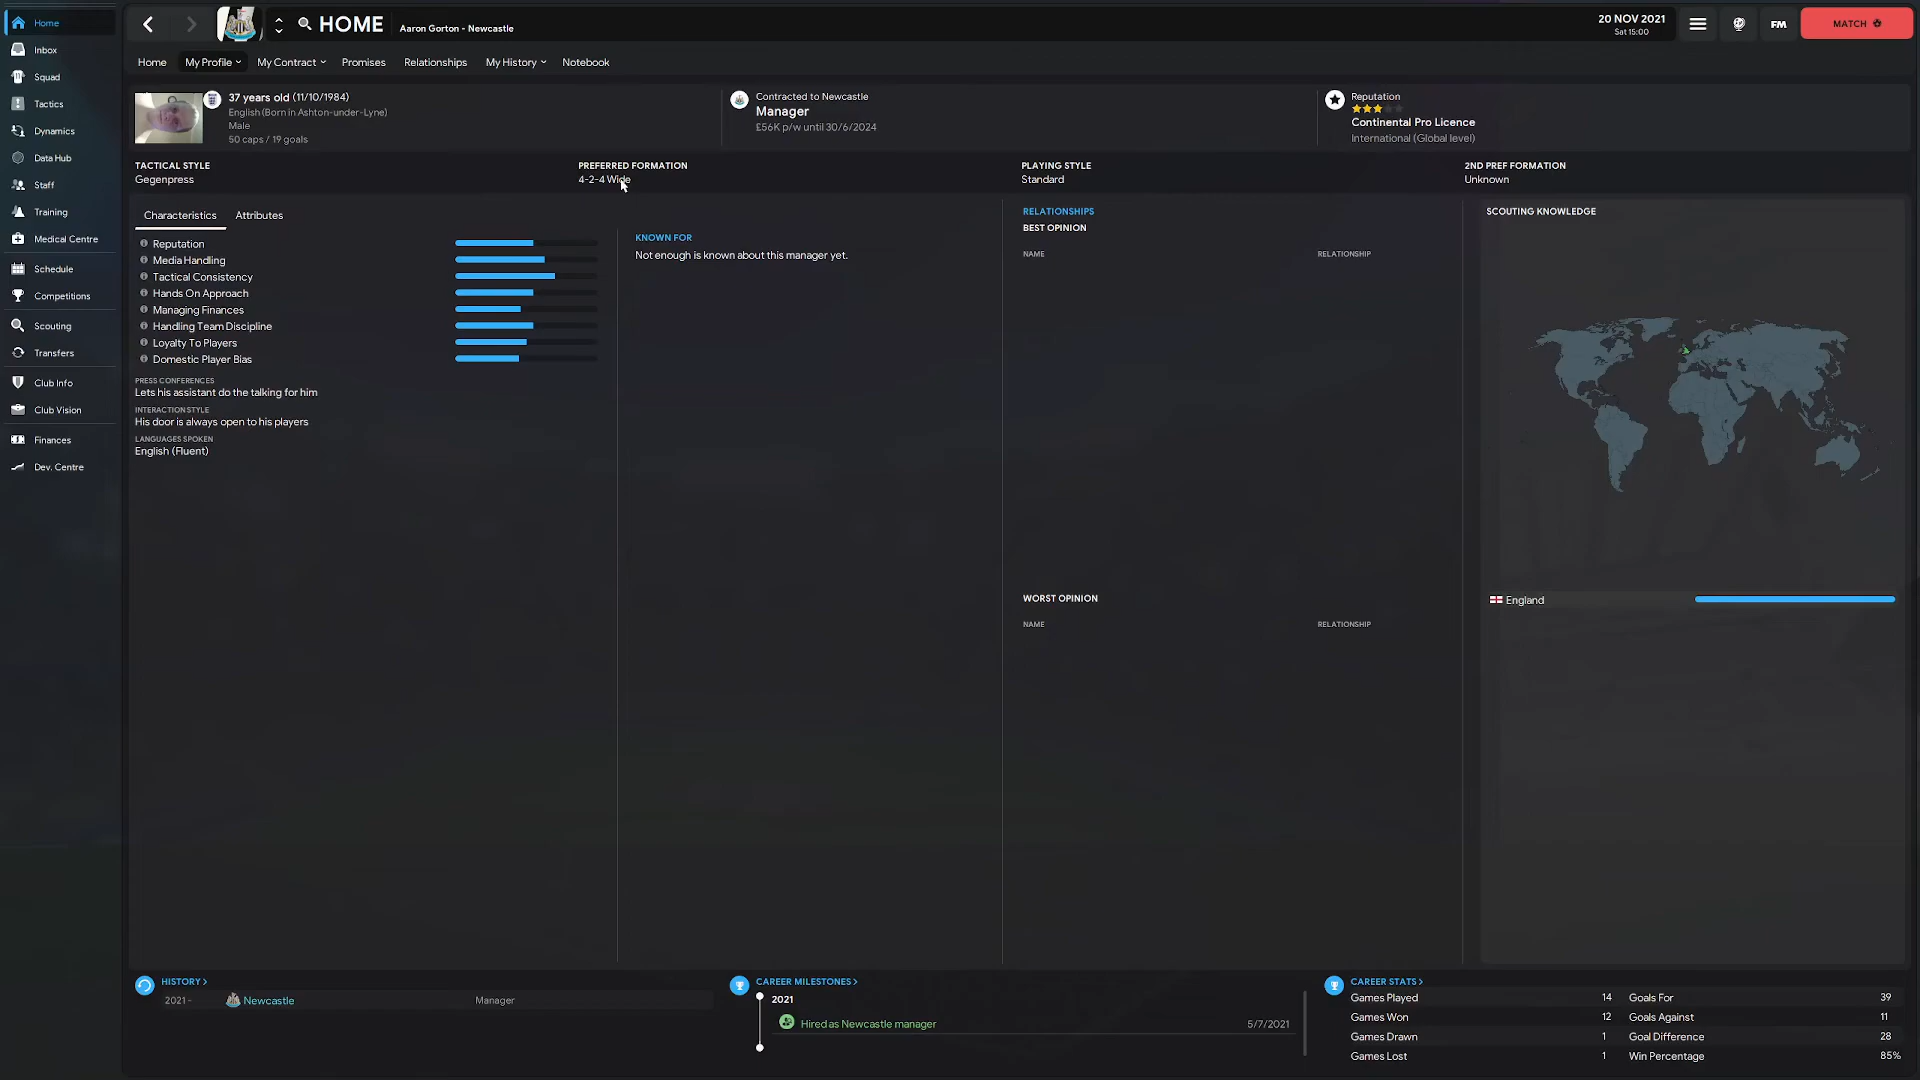 Home
Inbox
Squad
Tactics
Dynamics
Data Hub
Staff
Training
Medical Centre
Schedule
Competitions
Scouting
Transfers
Club Info
Club Vision
Finances
Dev. Centre
HOME
Aaron Gorton - Newcastle
20 NOV 2021
Sat 15:00
FM
MATCH
Home My Profile My Contract Promises Relationships My History Notebook
37 years old (11/10/1984)
English (Born in Ashton-under-Lyne)
Male
50 caps / 19 goals
Contracted to Newcastle
Manager
£56K p/w until 30/6/2024
Reputation
Continental Pro Licence
International (Global level)
TACTICAL STYLE
Gegenpress
PREFERRED FORMATION
4-2-4 Wide
PLAYING STYLE
Standard
2ND PREF FORMATION
Unknown
Characteristics Attributes
Reputation
Media Handling
Tactical Consistency
Hands On Approach
Managing Finances
Handling Team Discipline
Loyalty To Players
Domestic Player Bias
PRESS CONFERENCES
Lets his assistant do the talking for him
INTERACTION STYLE
His door is always open to his players
LANGUAGES SPOKEN
English (Fluent)
KNOWN FOR
Not enough is known about this manager yet.
RELATIONSHIPS
BEST OPINION
NAME RELATIONSHIP
WORST OPINION
NAME RELATIONSHIP
SCOUTING KNOWLEDGE
England
HISTORY >
2021 - Newcastle Manager
CAREER MILESTONES >
2021
Hired as Newcastle manager 5/7/2021
CAREER STATS >
Games Played 14 Goals For 39
Games Won 12 Goals Against 11
Games Drawn 1 Goal Difference 28
Games Lost 1 Win Percentage 85%